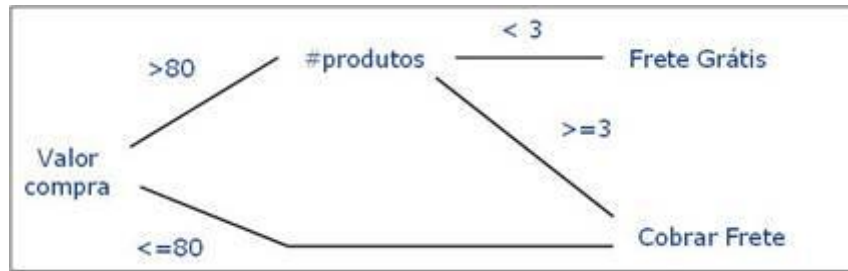 < 3
>80
#produtos
Frete Grátis
>=3
Valor
compra
<=80
Cobrar Frete